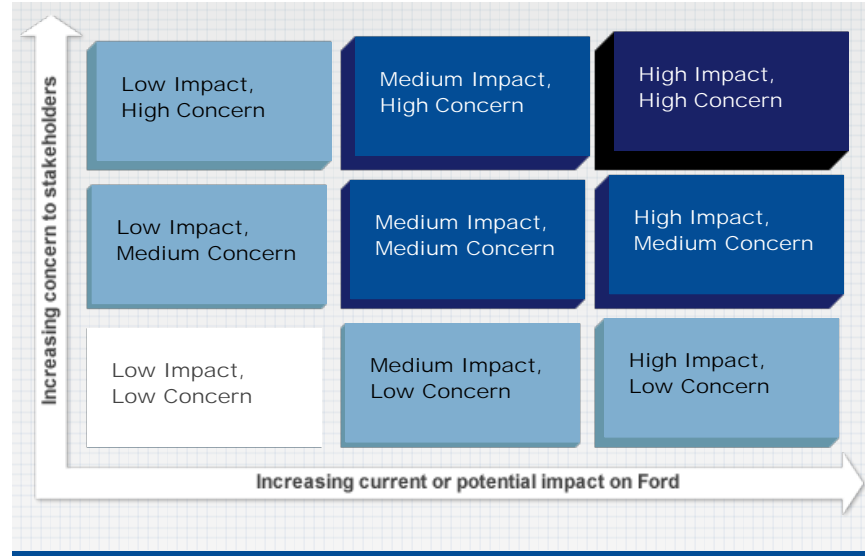 Increasing concern to stakeholders
Low Impact,
High Concern
Medium Impact,
High Concern
High Impact,
High Concern
Low Impact,
Medium Concern
Medium Impact,
Medium Concern
High Impact,
Medium Concern
Low Impact,
Low Concern
Medium Impact,
Low Concern
High Impact,
Low Concern
Increasing current or potential impact on Ford